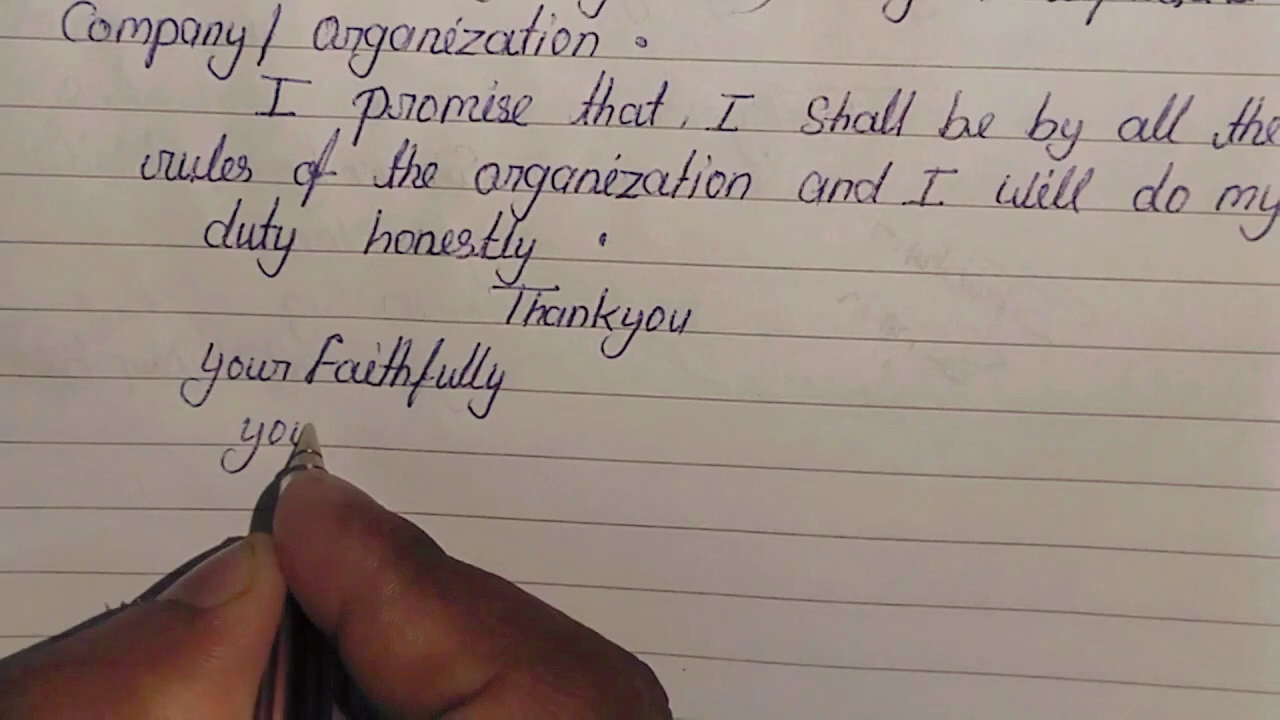 Company/ organization .
I promise that, I shall be by all the
rules of the organization and I will do my
duty honestly .
Thankyou
your Faithfully
you